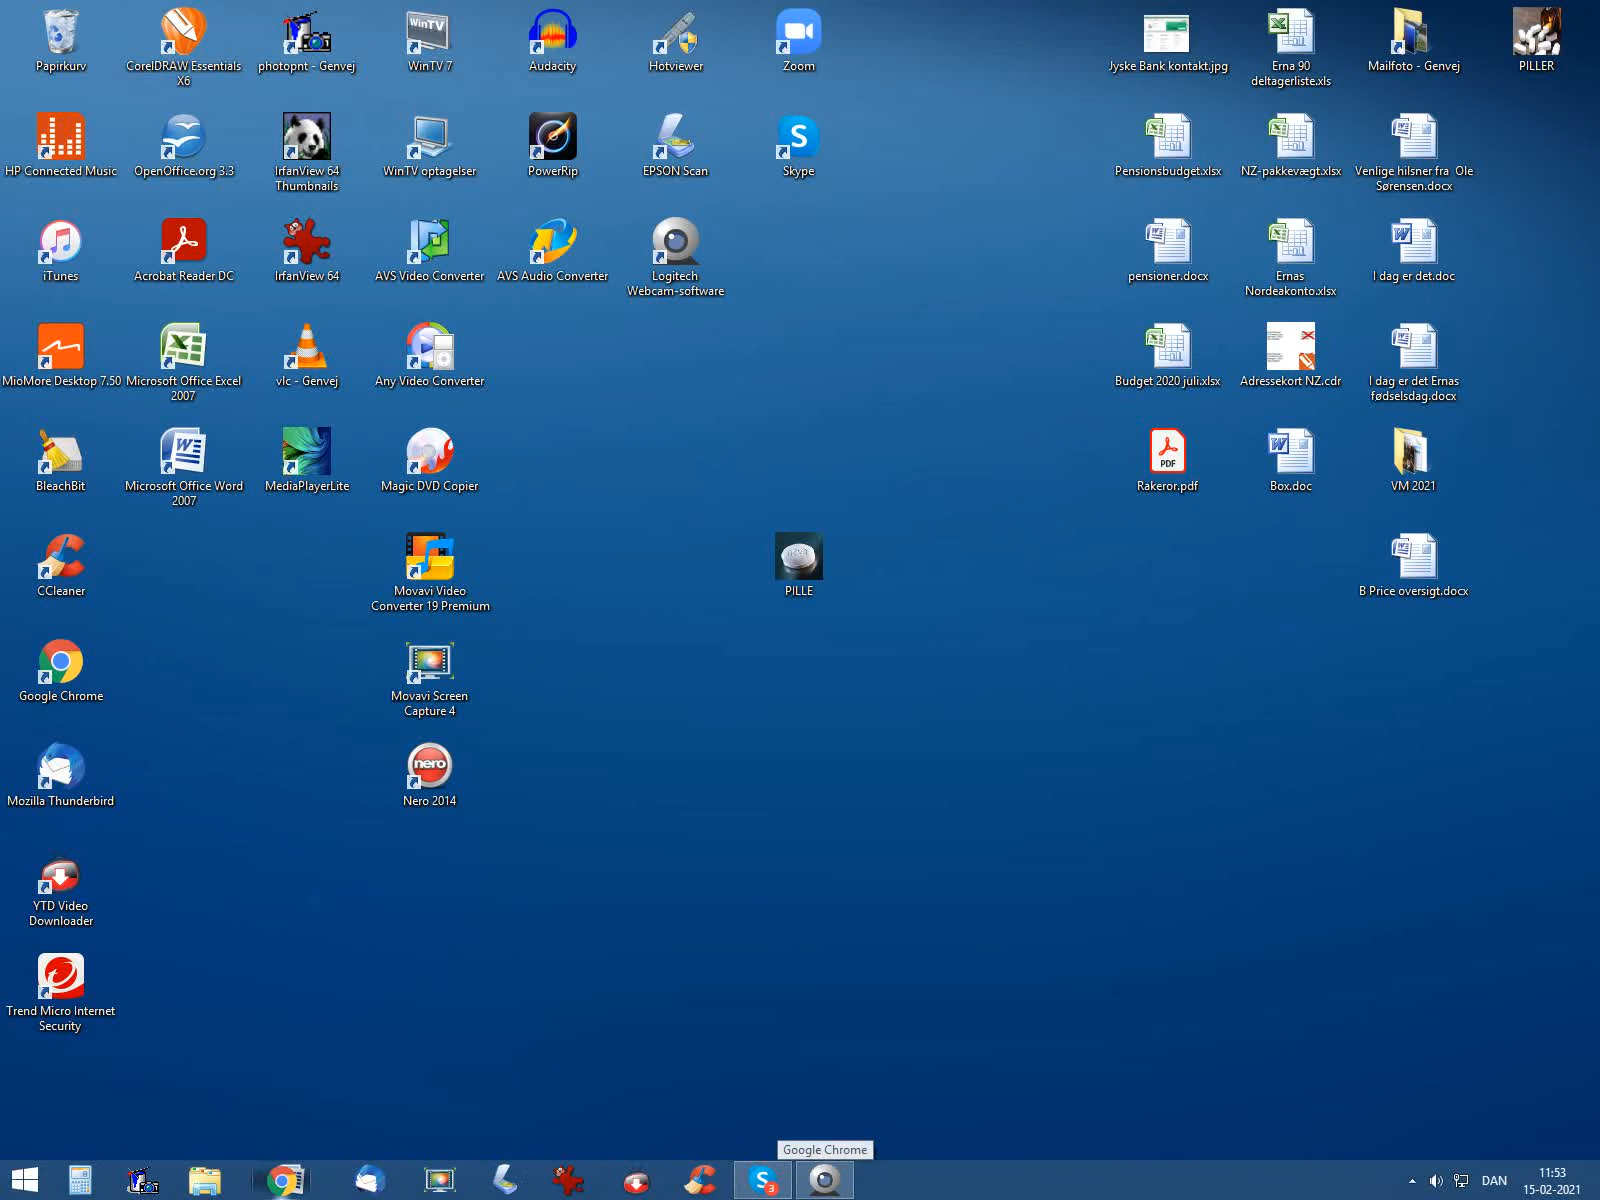 Papirkurv
CorelDRAW Essentials
X6
photopnt - Genvej
WinTV
WinTV 7
Audacity
Hotviewer
Zoom
Jyske Bank kontakt.jpg
Erna 90
deltagerliste.xls
Mailfoto - Genvej
PILLER
HP Connected Music
OpenOffice.org 3.3
IrfanView 64
Thumbnails
WinTV optagelser
PowerRip
EPSON Scan
Skype
Pensionsbudget.xlsx
NZ-pakkevægt.xlsx
Venlige hilsner fra Ole
Sørensen.docx
iTunes
Acrobat Reader DC
IrfanView 64
AVS Video Converter
AVS Audio Converter
Logitech
Webcam-software
pensioner.docx
Ernas
Nordeakonto.xlsx
I dag er det.doc
MioMore Desktop 7.50
Microsoft Office Excel
2007
vlc - Genvej
Any Video Converter
Budget 2020 juli.xlsx
Adressekort NZ.cdr
I dag er det Ernas
fødselsdag.docx
BleachBit
Microsoft Office Word
2007
MediaPlayerLite
Magic DVD Copier
PDF
Rakeror.pdf
Box.doc
VM 2021
CCleaner
Movavi Video
Converter 19 Premium
PILLE
B Price oversigt.docx
Google Chrome
Movavi Screen
Capture 4
Mozilla Thunderbird
nero
Nero 2014
YTD Video
Downloader
Trend Micro Internet
Security
Google Chrome
3
DAN
11:53
15-02-2021